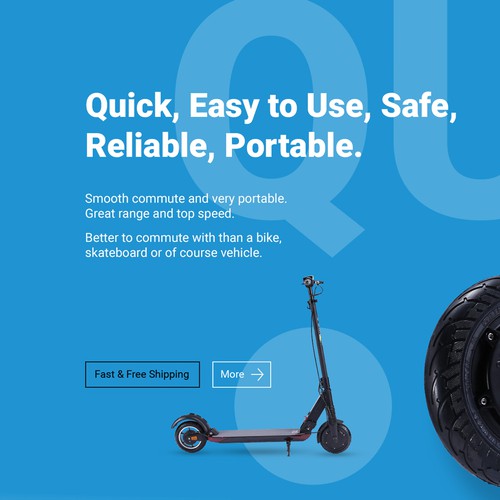 QU
Quick, Easy to Use, Safe,
Reliable, Portable.
Smooth commute and very portable.
Great range and top speed.
Better to commute with than a bike,
skateboard or of course vehicle.
Fast & Free Shipping
More